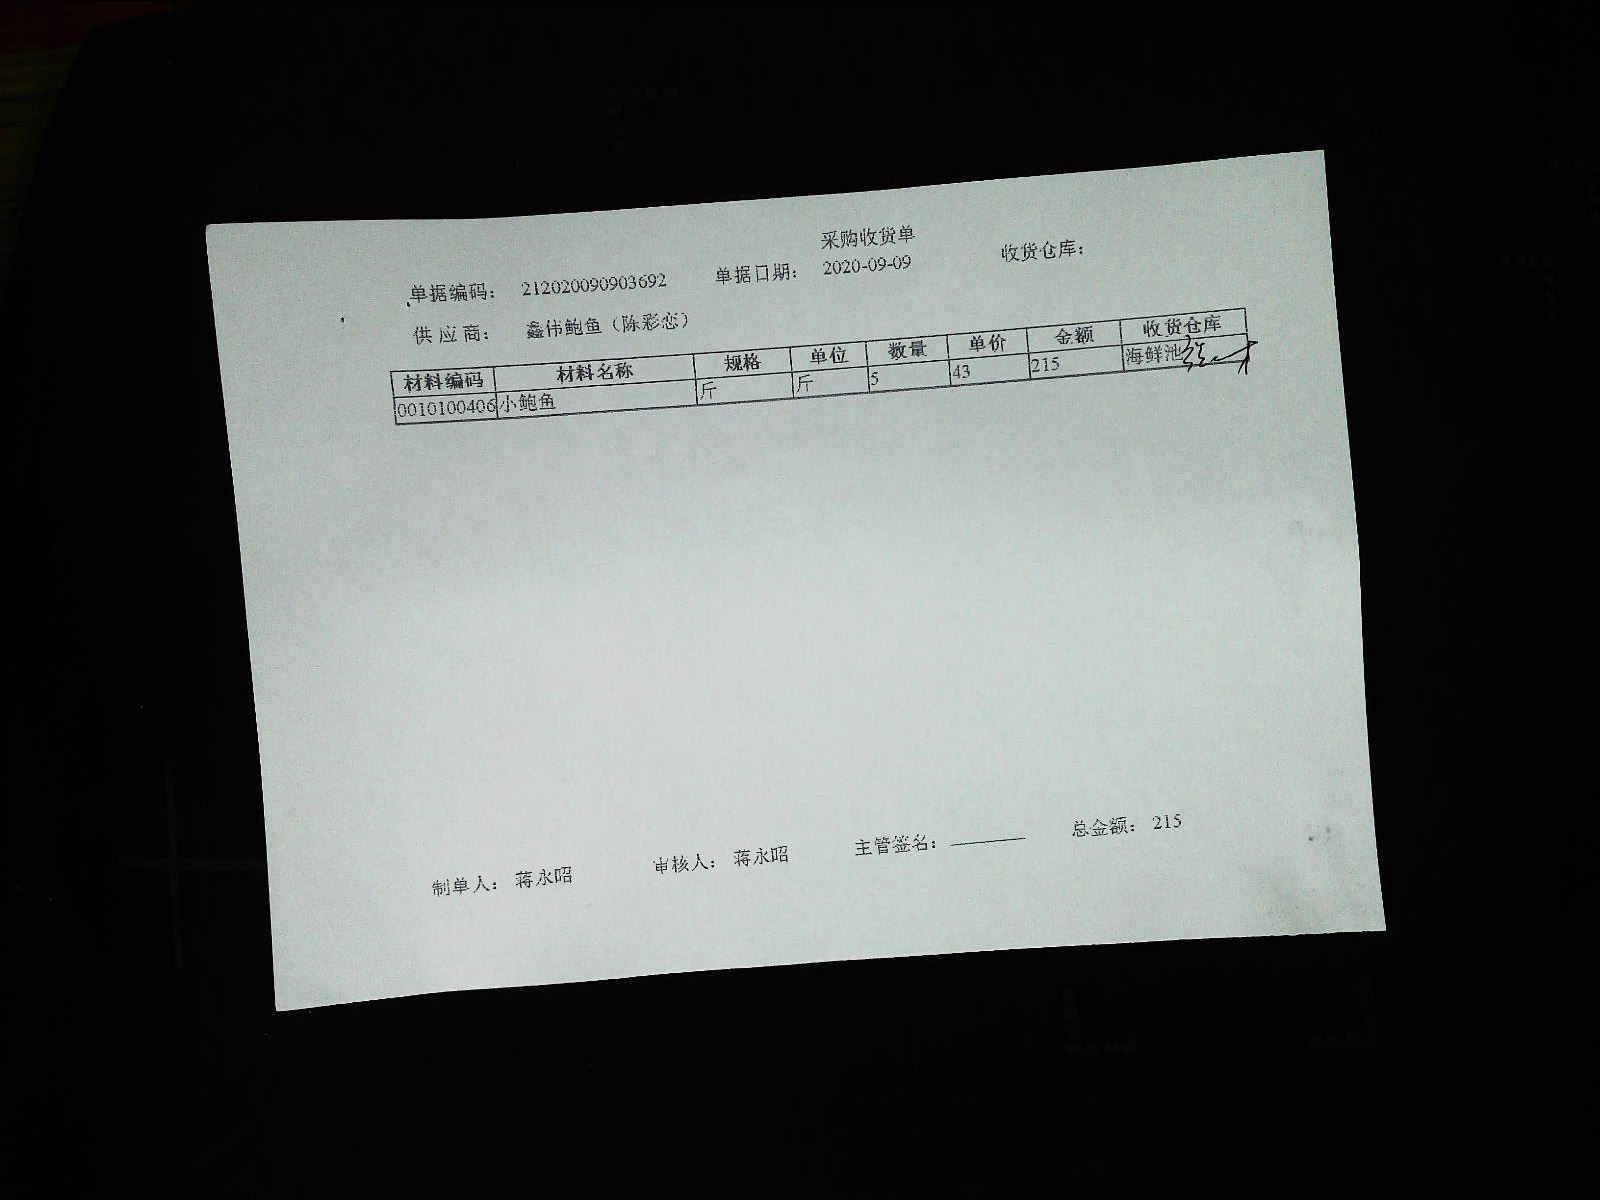 采购收货单
单据编码： 212020090903692 单据日期： 2020-09-09 收货仓库：
供 应 商： 鑫伟鲍鱼（陈彩恋）
材料编码 材料名称 规格 单位 数量 单价 金额 收货仓库
0010100406 小鲍鱼 斤 斤 5 43 215 海鲜池
制单人： 蒋永昭 审核人： 蒋永昭 主管签名： 总金额： 215